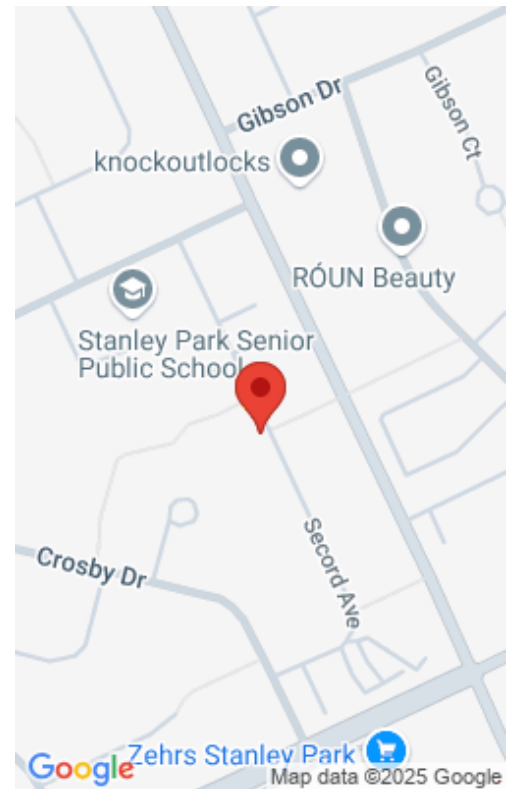 Gibson Dr
Gibson Ct
knockoutlocks
RÓUN Beauty
Stanley Park Senior
Public School
Secord Ave
Crosby Dr
Zehrs Stanley Park
Google
Map data ©2025 Google